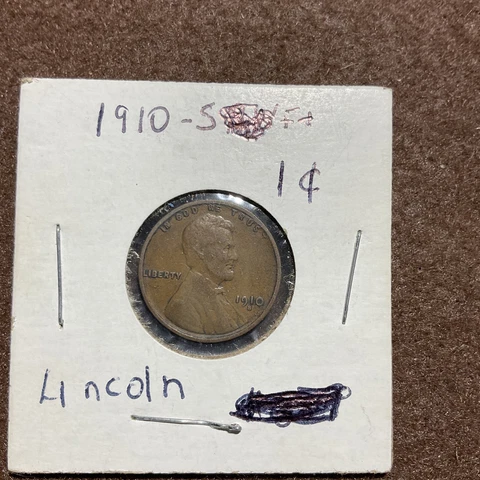 1910-S
1¢
IN GOD WE TRUST
LIBERTY
1910
S
Lincoln